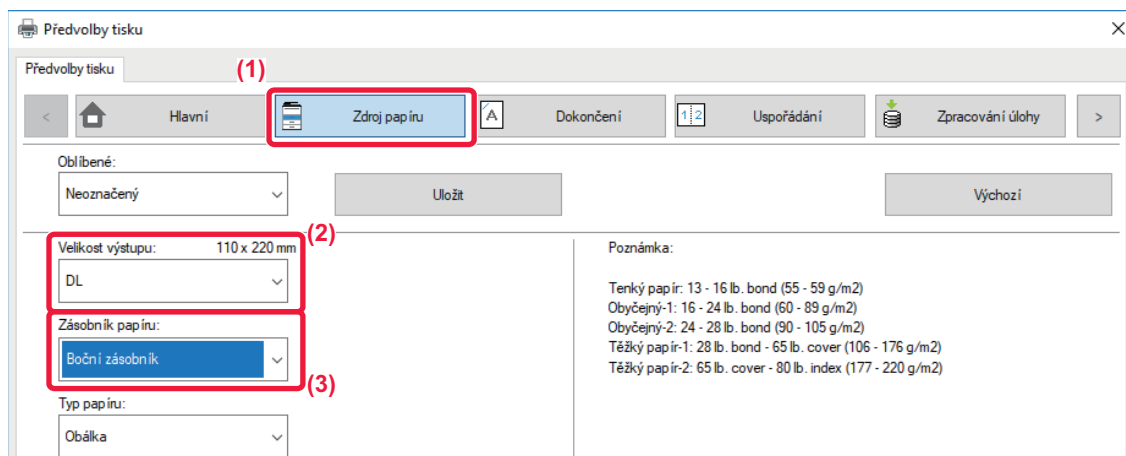 Předvolby tisku
Předvolby tisku
(1)
< Hlavní Zdroj papíru A Dokončení 1 2 Uspořádání Zpracování úlohy >
Oblíbené:
Neoznačený Uložit Výchozí
(2)
Velikost výstupu: 110 x 220 mm
DL
Zásobník papíru:
Boční zásobník
(3)
Typ papíru:
Obálka
Poznámka:
Tenký papír: 13 - 16 lb. bond (55 - 59 g/m2)
Obyčejný-1: 16 - 24 lb. bond (60 - 89 g/m2)
Obyčejný-2: 24 - 28 lb. bond (90 - 105 g/m2)
Těžký papír-1: 28 lb. bond - 65 lb. cover (106 - 176 g/m2)
Těžký papír-2: 65 lb. cover - 80 lb. index (177 - 220 g/m2)